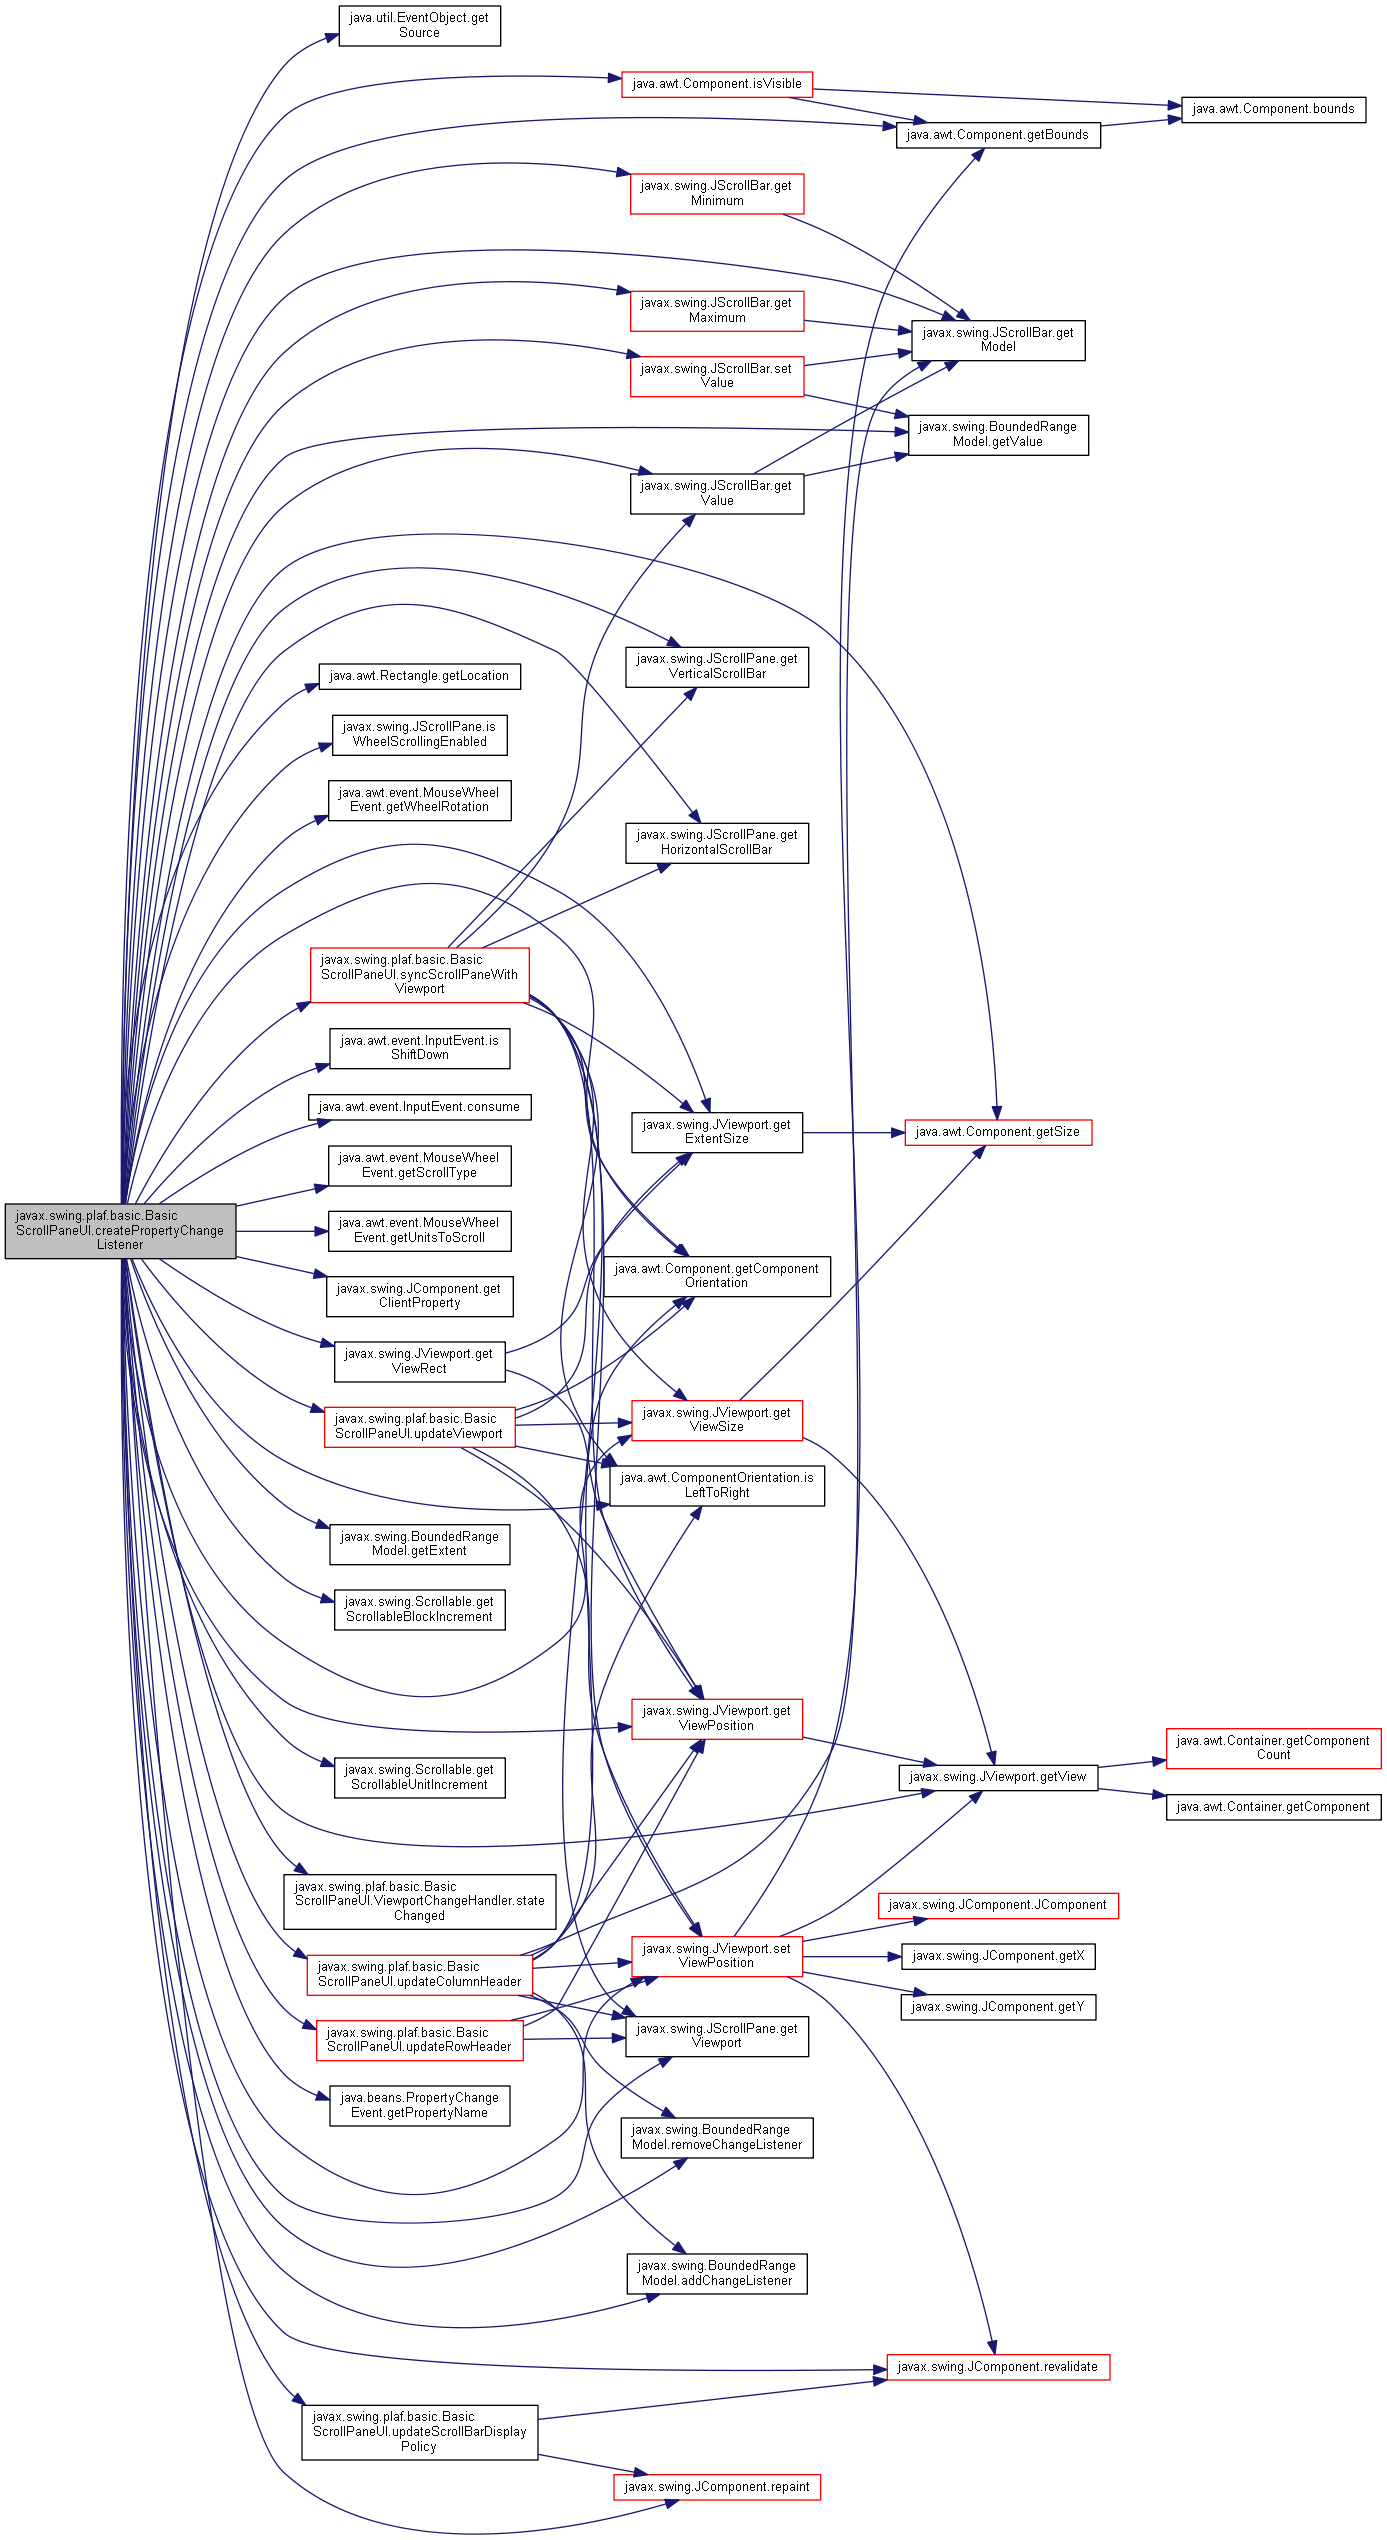 java.util.EventObject.get
Source
java.awt.Component.isVisible
java.awt.Component.bounds
java.awt.Component.getBounds
javax.swing.JScrollBar.get
Minimum
javax.swing.JScrollBar.get
Maximum
javax.swing.JScrollBar.get
Model
javax.swing.JScrollBar.set
Value
javax.swing.BoundedRange
Model.getValue
javax.swing.JScrollBar.get
Value
javax.swing.JScrollPane.get
VerticalScrollBar
java.awt.Rectangle.getLocation
javax.swing.JScrollPane.is
WheelScrollingEnabled
java.awt.event.MouseWheel
Event.getWheelRotation
javax.swing.JScrollPane.get
HorizontalScrollBar
javax.swing.plaf.basic.Basic
ScrollPaneUI.syncScrollPaneWith
Viewport
java.awt.event.InputEvent.is
ShiftDown
java.awt.event.InputEvent.consume
javax.swing.JViewport.get
ExtentSize
java.awt.Component.getSize
java.awt.event.MouseWheel
Event.getScrollType
javax.swing.plaf.basic.Basic
ScrollPaneUI.createPropertyChange
Listener
java.awt.event.MouseWheel
Event.getUnitsToScroll
java.awt.Component.getComponent
Orientation
javax.swing.JComponent.get
ClientProperty
javax.swing.JViewport.get
ViewRect
javax.swing.plaf.basic.Basic
ScrollPaneUI.updateViewport
javax.swing.JViewport.get
ViewSize
java.awt.ComponentOrientation.is
LeftToRight
javax.swing.BoundedRange
Model.getExtent
javax.swing.Scrollable.get
ScrollableBlockIncrement
javax.swing.JViewport.get
ViewPosition
javax.swing.Scrollable.get
ScrollableUnitIncrement
javax.swing.JViewport.getView
java.awt.Container.getComponent
Count
java.awt.Container.getComponent
javax.swing.plaf.basic.Basic
ScrollPaneUI.ViewportChangeHandler.state
Changed
javax.swing.JComponent.JComponent
javax.swing.JViewport.set
ViewPosition
javax.swing.JComponent.getX
javax.swing.plaf.basic.Basic
ScrollPaneUI.updateColumnHeader
javax.swing.JComponent.getY
javax.swing.plaf.basic.Basic
ScrollPaneUI.updateRowHeader
javax.swing.JScrollPane.get
Viewport
java.beans.PropertyChange
Event.getPropertyName
javax.swing.BoundedRange
Model.removeChangeListener
javax.swing.BoundedRange
Model.addChangeListener
javax.swing.JComponent.revalidate
javax.swing.plaf.basic.Basic
ScrollPaneUI.updateScrollBarDisplay
Policy
javax.swing.JComponent.repaint